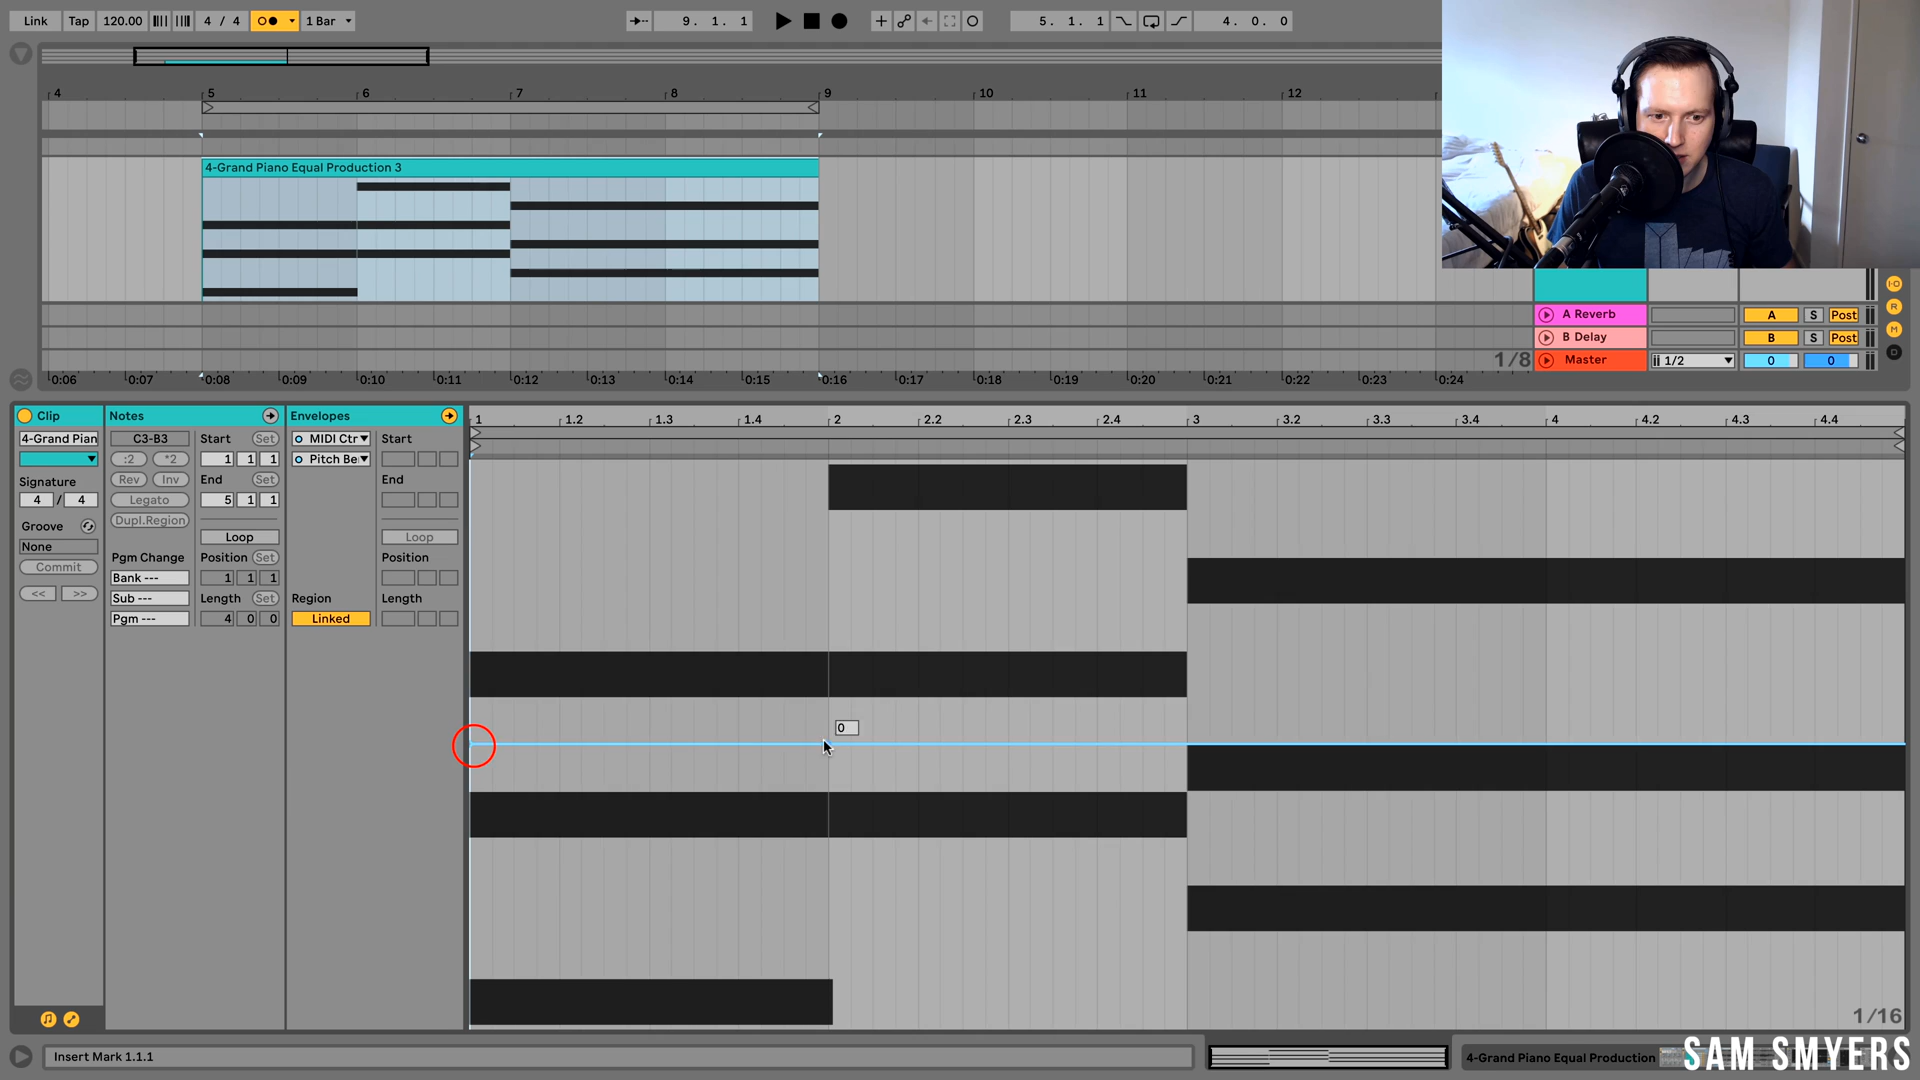 Link Tap 120.00 4 / 4 1 Bar 9. 1. 1 5. 1. 1 4. 0. 0
4 5 6 7 8 9 10 11 12
4-Grand Piano Equal Production 3
A Reverb A S Post
B Delay B S Post
1/8 Master 1/2 0 0
0:06 0:07 0:08 0:09 0:10 0:11 0:12 0:13 0:14 0:15 0:16 0:17 0:18 0:19 0:20 0:21 0:22 0:23 0:24
I·O
R
M
D
Clip Notes Envelopes 1 1.2 1.3 1.4 2 2.2 2.3 2.4 3 3.2 3.3 3.4 4 4.2 4.3 4.4
4-Grand Pian C3-B3 Start Set MIDI Ctr Start
:2 *2 1 1 1 Pitch Be
Signature Rev Inv End Set End
4 / 4 Legato 5 1 1
Groove Dupl.Region
None Loop Loop
Commit Pgm Change Position Set Position
<< >> Bank --- 1 1 1
Sub --- Length Set Region Length
Pgm --- 4 0 0 Linked
0
1/16
Insert Mark 1.1.1 4-Grand Piano Equal Production
SAM SMYERS